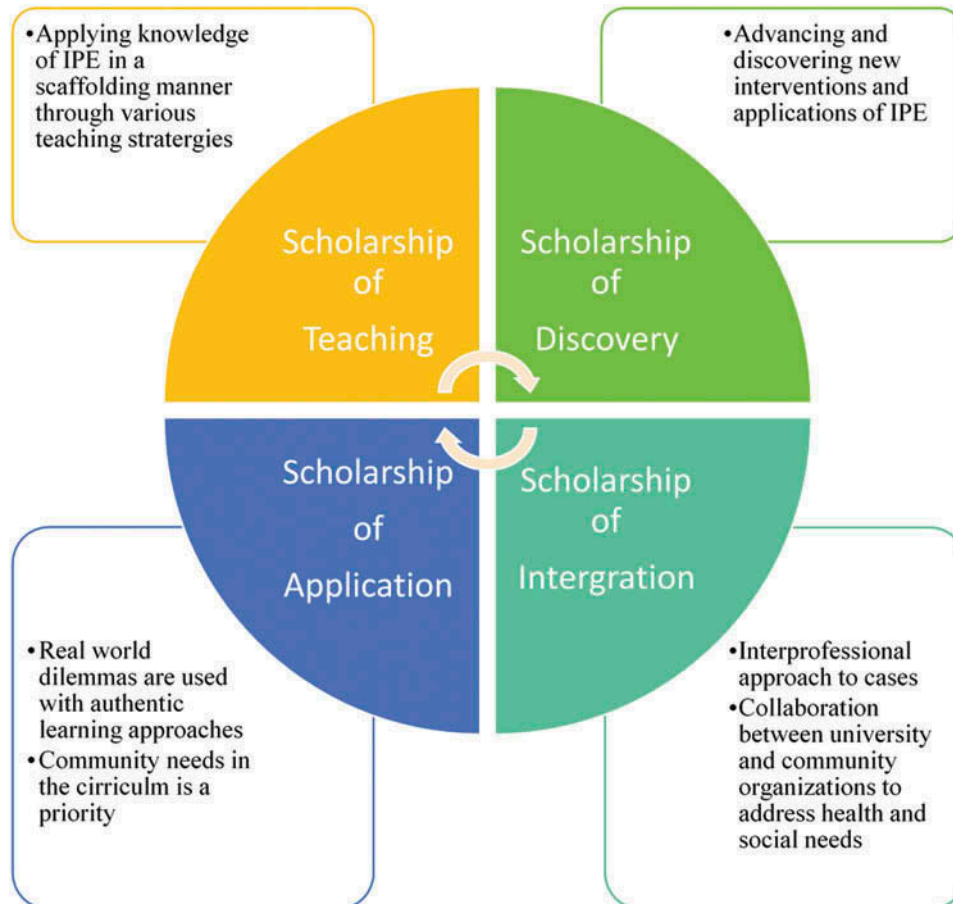 •Applying knowledge
of IPE in a
scaffolding manner
through various
teaching stratergies
•Advancing and
discovering new
interventions and
applications of IPE
Scholarship
of
Teaching
Scholarship
of
Discovery
Scholarship
of
Application
Scholarship
of
Intergration
•Real world
dilemmas are used
with authentic
learning approaches
•Community needs in
the cirriculm is a
priority
•Interprofessional
approach to cases
•Collaboration
between university
and community
organizations to
address health and
social needs